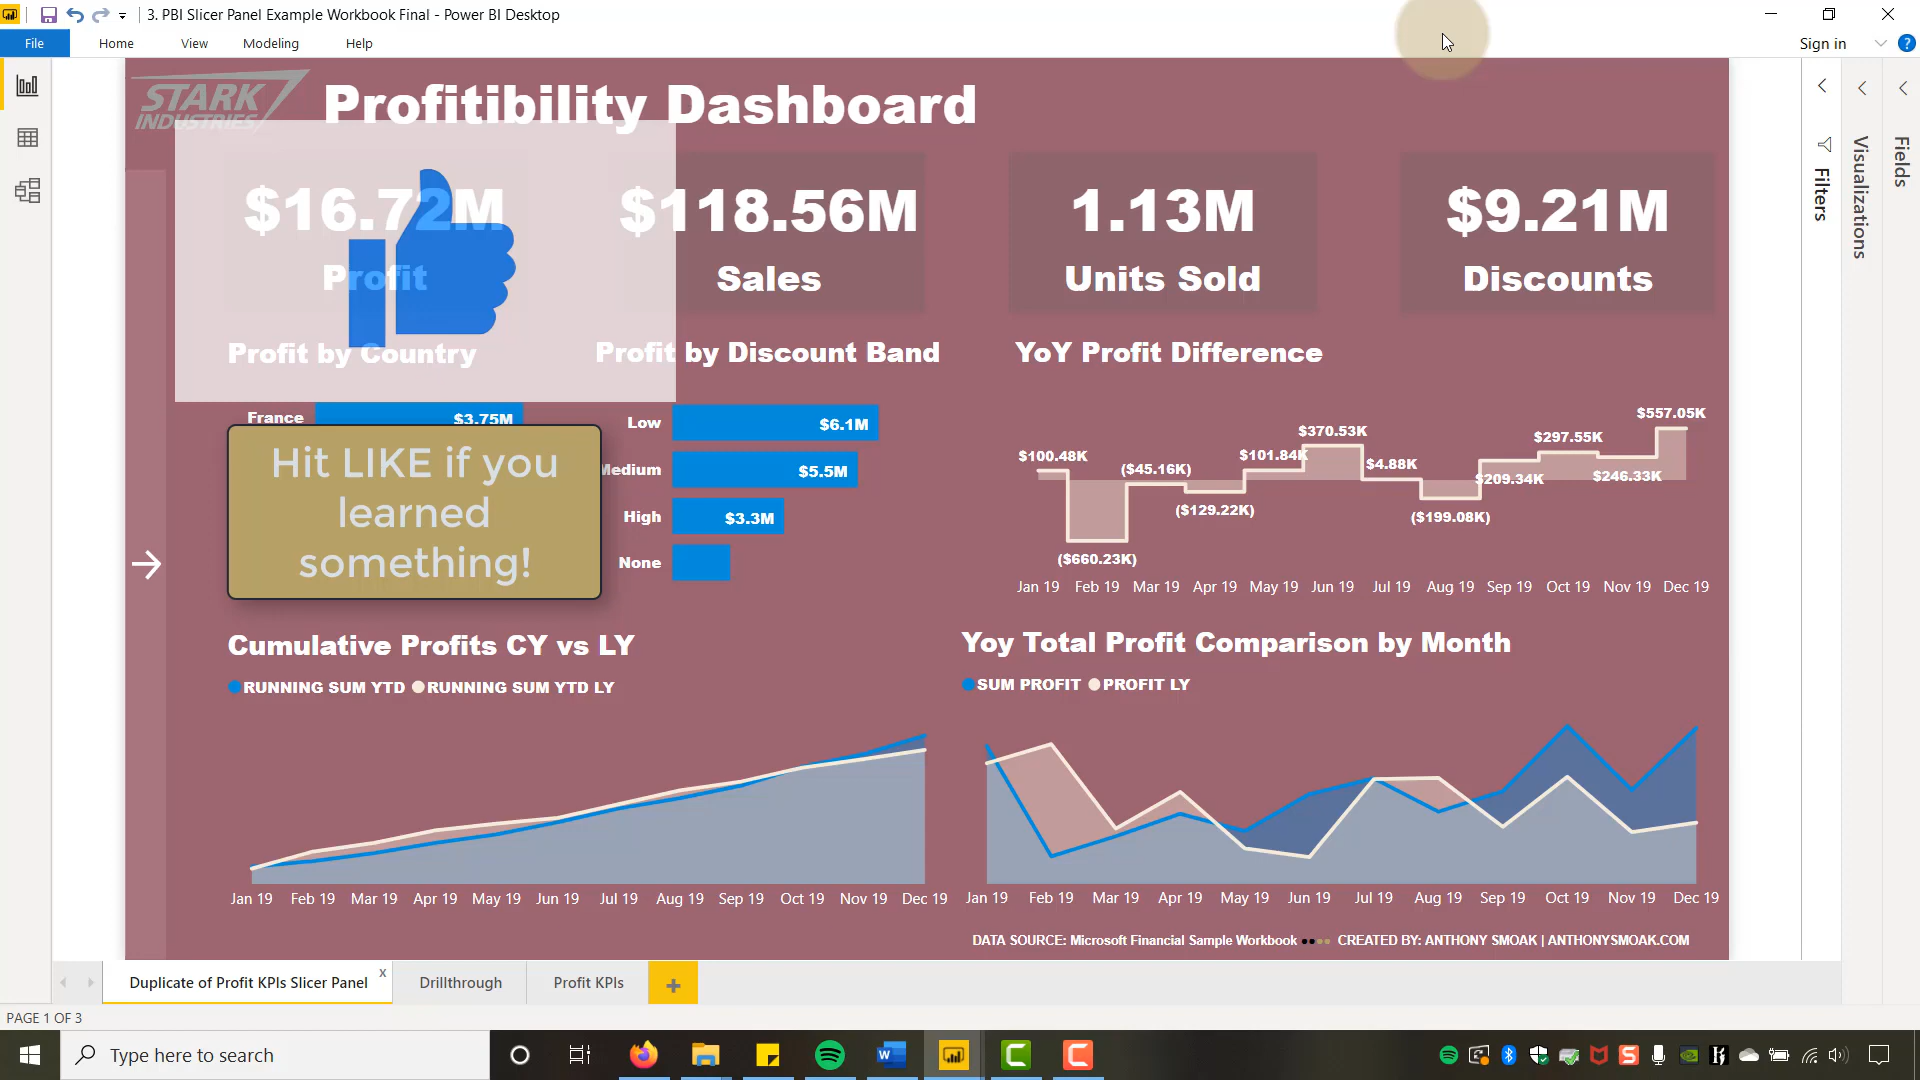 3. PBI Slicer Panel Example Workbook Final - Power BI Desktop
File Home View Modeling Help Sign in
STARK
INDUSTRIES
Profitibility Dashboard
$16.72M
Profit
$118.56M
Sales
1.13M
Units Sold
$9.21M
Discounts
Profit by Country
France $3.75M
Hit LIKE if you
learned
something!
Profit by Discount Band
Low $6.1M
Medium $5.5M
High $3.3M
None
YoY Profit Difference
$100.48K ($660.23K) ($45.16K) ($129.22K) $101.84K $370.53K $4.88K ($199.08K) $209.34K $297.55K $246.33K $557.05K
Jan 19 Feb 19 Mar 19 Apr 19 May 19 Jun 19 Jul 19 Aug 19 Sep 19 Oct 19 Nov 19 Dec 19
Cumulative Profits CY vs LY
RUNNING SUM YTD RUNNING SUM YTD LY
Jan 19 Feb 19 Mar 19 Apr 19 May 19 Jun 19 Jul 19 Aug 19 Sep 19 Oct 19 Nov 19 Dec 19
Yoy Total Profit Comparison by Month
SUM PROFIT PROFIT LY
Jan 19 Feb 19 Mar 19 Apr 19 May 19 Jun 19 Jul 19 Aug 19 Sep 19 Oct 19 Nov 19 Dec 19
DATA SOURCE: Microsoft Financial Sample Workbook CREATED BY: ANTHONY SMOAK | ANTHONYSMOAK.COM
Filters
Visualizations
Fields
Duplicate of Profit KPIs Slicer Panel x Drillthrough Profit KPIs +
PAGE 1 OF 3
Type here to search